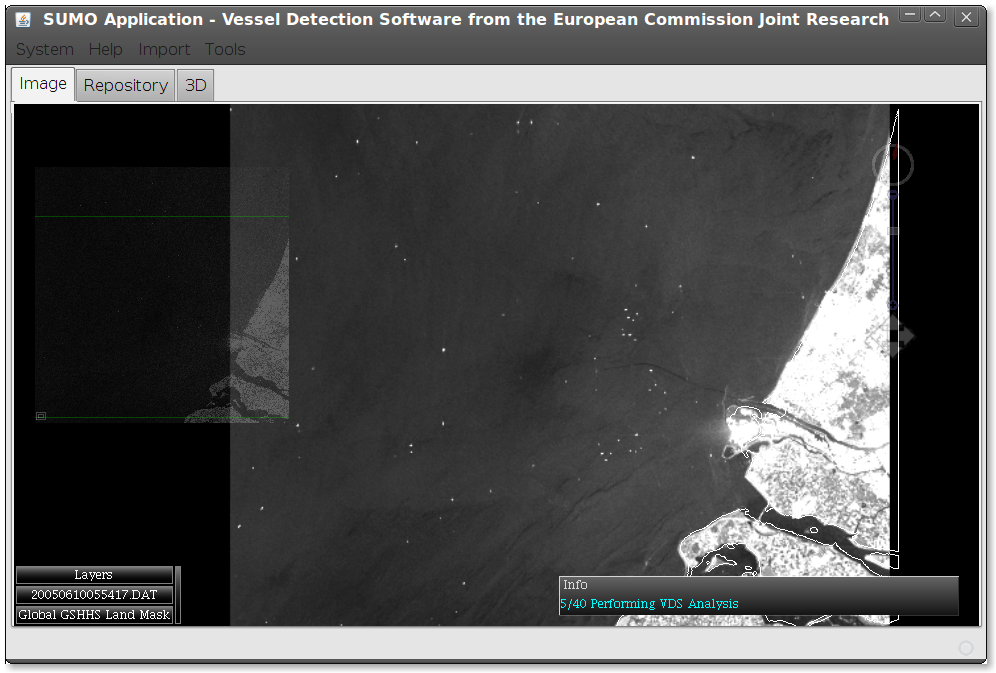 SUMO Application - Vessel Detection Software from the European Commission Joint Research
System Help Import Tools
Image Repository 3D
Layers
20050610055417.DAT
Global GSHHS Land Mask
Info
5/40 Performing VDS Analysis